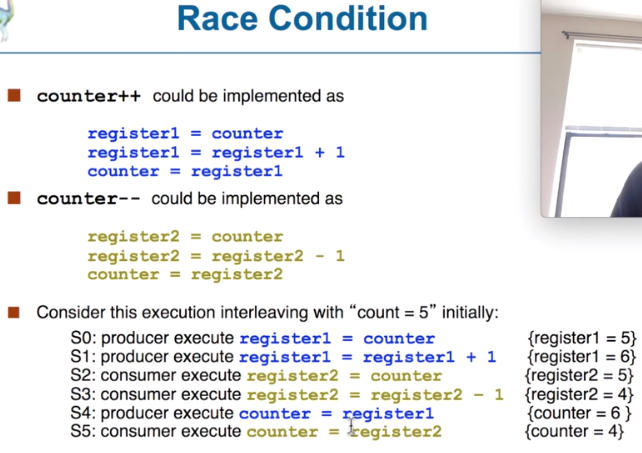 Race Condition
counter++ could be implemented as
register1 = counter
register1 = register1 + 1
counter = register1
counter-- could be implemented as
register2 = counter
register2 = register2 - 1
counter = register2
Consider this execution interleaving with “count = 5” initially:
S0: producer execute register1 = counter {register1 = 5}
S1: producer execute register1 = register1 + 1 {register1 = 6}
S2: consumer execute register2 = counter {register2 = 5}
S3: consumer execute register2 = register2 - 1 {register2 = 4}
S4: producer execute counter = register1 {counter = 6 }
S5: consumer execute counter = register2 {counter = 4}